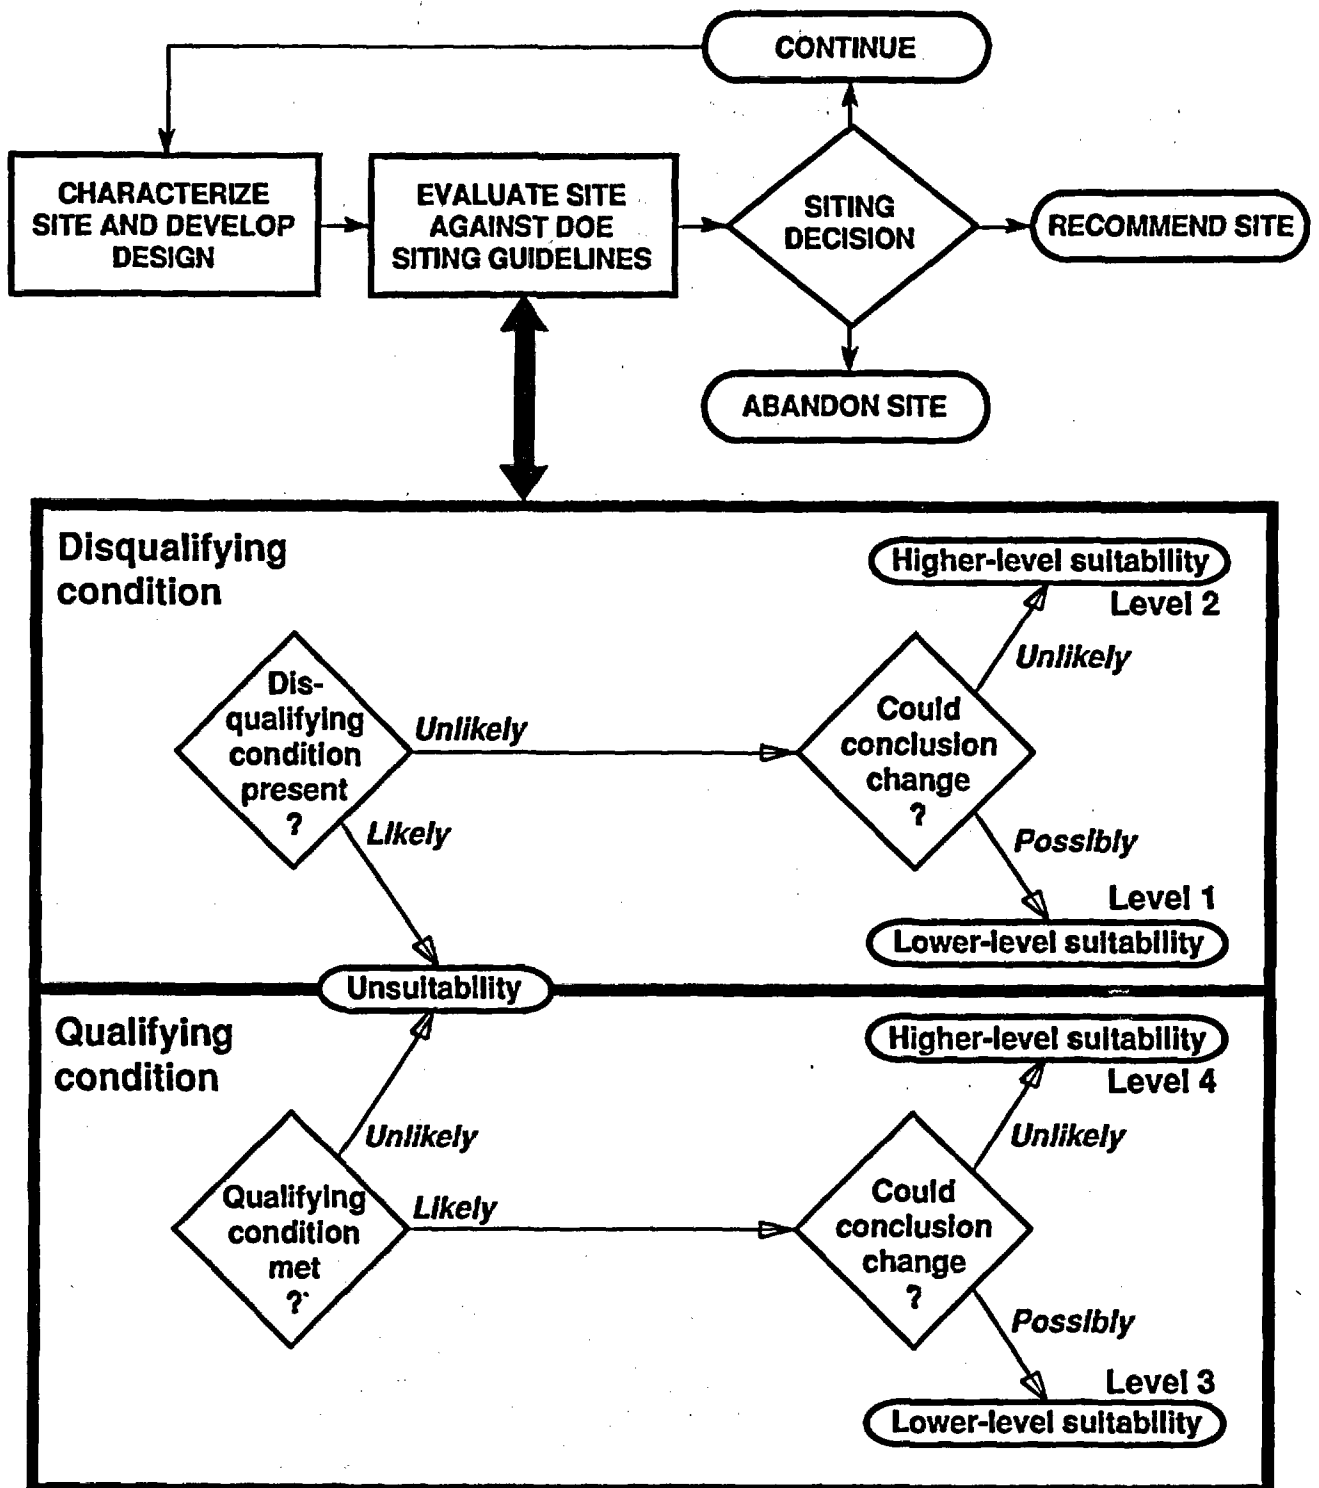 CONTINUE
CHARACTERIZE
SITE AND DEVELOP
DESIGN
EVALUATE SITE
AGAINST DOE
SITING GUIDELINES
SITING
DECISION
RECOMMEND SITE
ABANDON SITE
Disqualifying
condition
Higher-level suitability
Level 2
Unlikely
Dis-
qualifying
condition
present
?
Unlikely
Likely
Could
conclusion
change
?
Possibly
Level 1
Lower-level suitability
Unsuitability
Qualifying
condition
Higher-level suitability
Level 4
Unlikely
Unlikely
Qualifying
condition
met
?
Likely
Could
conclusion
change
?
Possibly
Level 3
Lower-level suitability